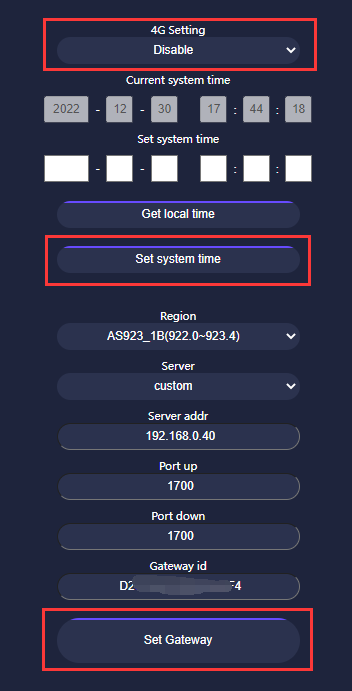 4G Setting
Disable
Current system time
2022 - 12 - 30 17 : 44 : 18
Set system time
- - : :
Get local time
Set system time
Region
AS923_1B(922.0~923.4)
Server
custom
Server addr
192.168.0.40
Port up
1700
Port down
1700
Gateway id
D2 F4
Set Gateway